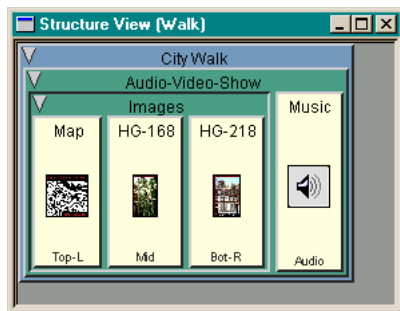 Structure View (Walk)
City Walk
Audio-Video-Show
Images
Music
Map
HG-168
HG-218
Top-L
Mid
Bot-R
Audio